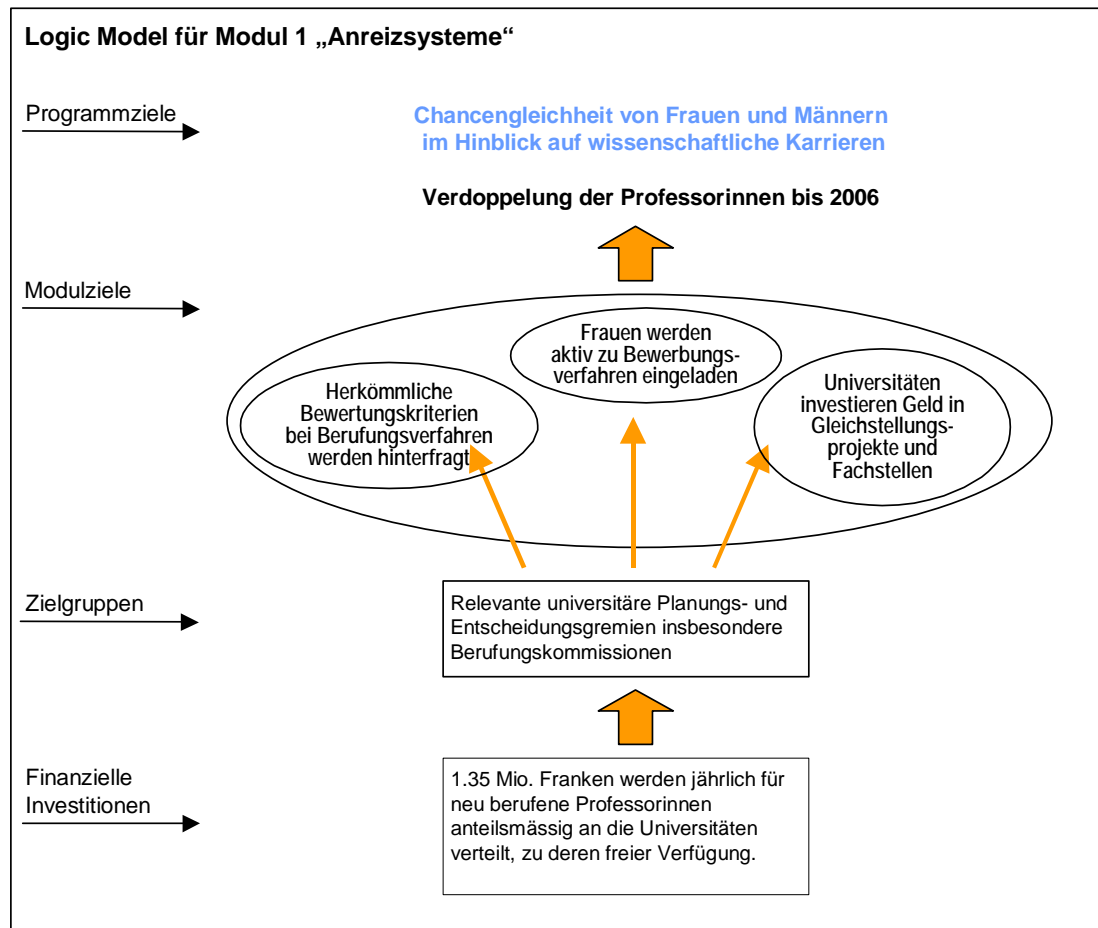 Logic Model für Modul 1 „Anreizsysteme“
Programmziele
Chancengleichheit von Frauen und Männern
im Hinblick auf wissenschaftliche Karrieren
Verdoppelung der Professorinnen bis 2006
Modulziele
Frauen werden
aktiv zu Bewerbungs-
verfahren eingeladen
Herkömmliche
Bewertungskriterien
bei Berufungsverfahren
werden hinterfragt
Universitäten
investieren Geld in
Gleichstellungs-
projekte und
Fachstellen
Zielgruppen
Relevante universitäre Planungs- und
Entscheidungsgremien insbesondere
Berufungskommissionen
Finanzielle
Investitionen
1.35 Mio. Franken werden jährlich für
neu berufene Professorinnen
anteilsmässig an die Universitäten
verteilt, zu deren freier Verfügung.